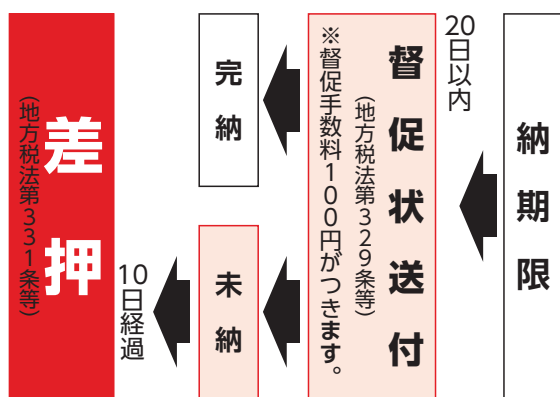 納期限
20日以内
督促状送付
(地方税法第329条等)
※督促手数料100円がつきます。
完納
未納
10日経過
差押
(地方税法第331条等)